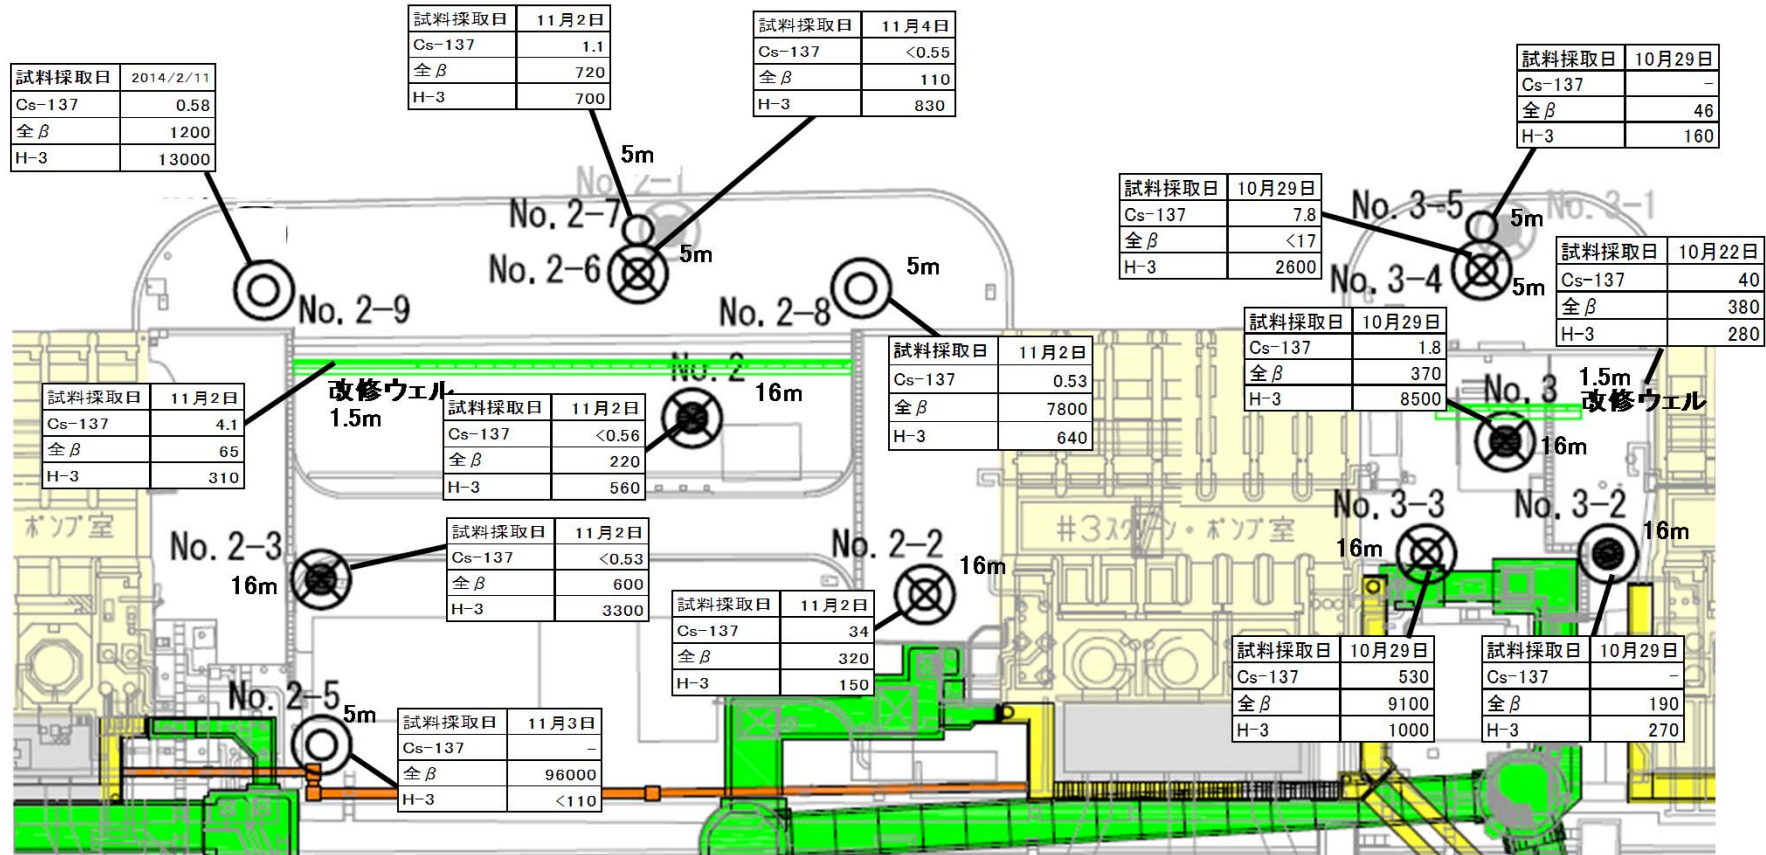 試料採取日 11月2日
Cs-137 1.1
全β 720
H-3 700
試料採取日 11月4日
Cs-137 <0.55
全β 110
H-3 830
試料採取日 2014/2/11
Cs-137 0.58
全β 1200
H-3 13000
試料採取日 10月29日
Cs-137 -
全β 46
H-3 160
5m
No. 2-1
No. 2-7
No. 2-6
5m
No. 2-9
No. 2-8
5m
試料採取日 10月29日
Cs-137 7.8
全β <17
H-3 2600
No. 3-5
5m
No. 3-1
No. 3-4
5m
試料採取日 10月22日
Cs-137 40
全β 380
H-3 280
試料採取日 10月29日
Cs-137 1.8
全β 370
H-3 8500
試料採取日 11月2日
Cs-137 0.53
全β 7800
H-3 640
改修ウェル
1.5m
No. 2
16m
No. 3
16m
1.5m
改修ウェル
試料採取日 11月2日
Cs-137 4.1
全β 65
H-3 310
試料採取日 11月2日
Cs-137 <0.56
全β 220
H-3 560
ポンプ室
No. 2-3
16m
試料採取日 11月2日
Cs-137 <0.53
全β 600
H-3 3300
No. 2-2
16m
#3スクリーン・ポンプ室
No. 3-3
16m
No. 3-2
16m
試料採取日 11月2日
Cs-137 34
全β 320
H-3 150
試料採取日 10月29日
Cs-137 530
全β 9100
H-3 1000
試料採取日 10月29日
Cs-137 -
全β 190
H-3 270
No. 2-5
5m
試料採取日 11月3日
Cs-137 -
全β 96000
H-3 <110